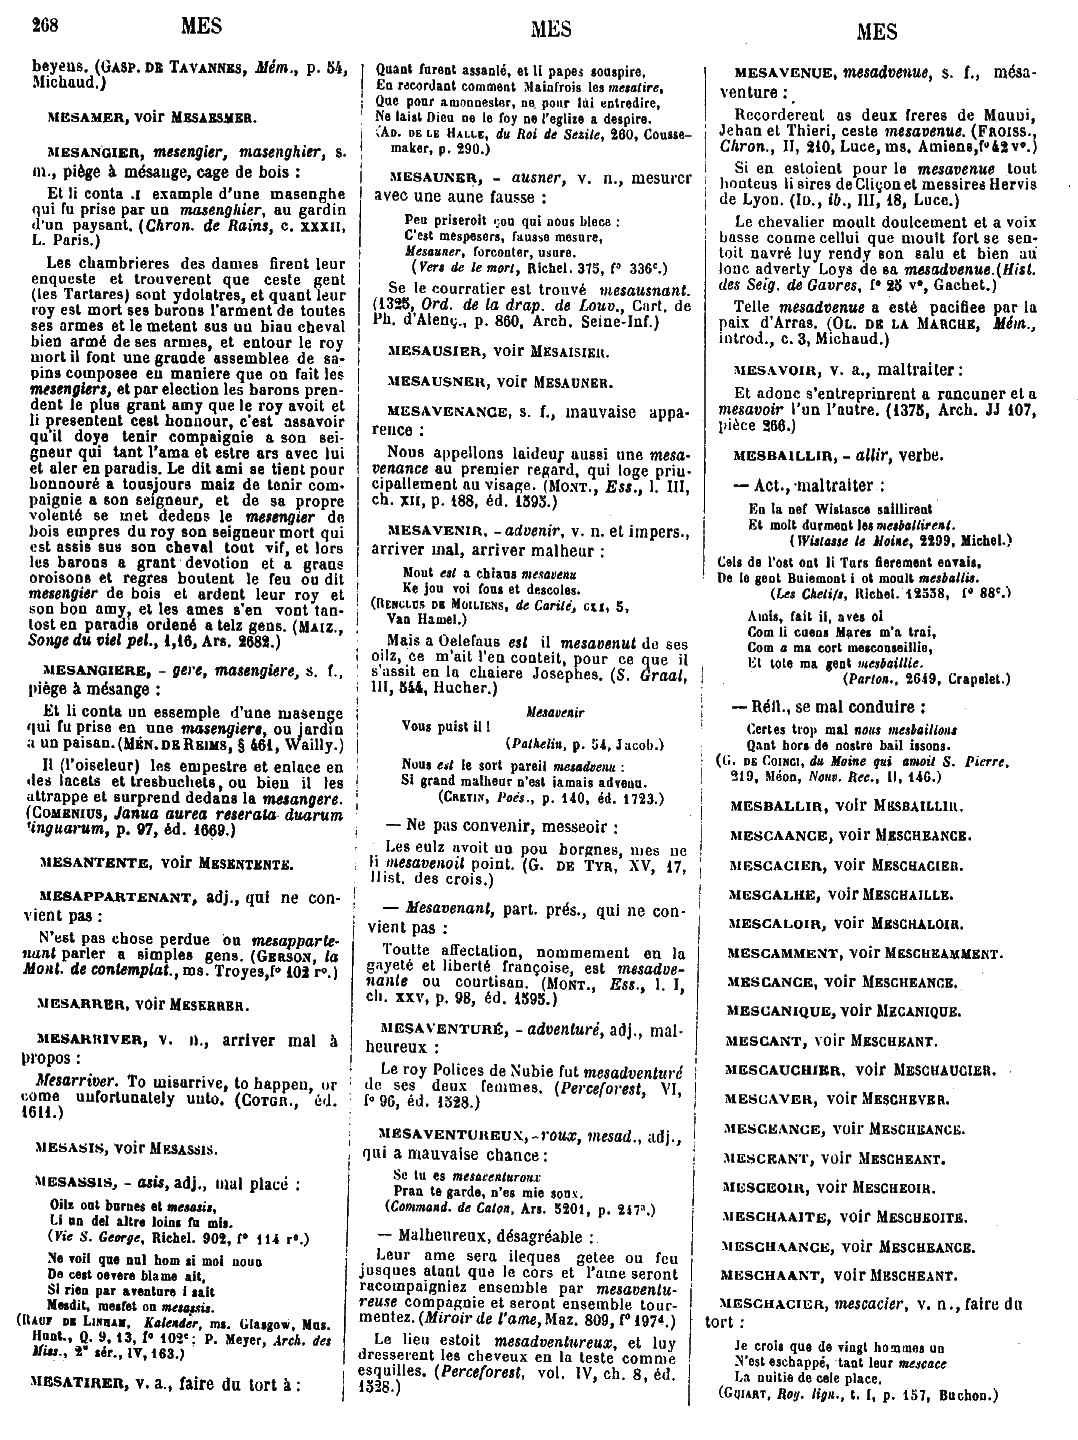 268 MES MES MES
beyens. (GASP. DE TAVANNES, Mém., p. 54,
Michaud.)
MESAMER, voir MESAESMER.
MESANGIER, mesengier, masenghier, s.
m., piège à mésange, cage de bois :
Et li conta .I example d'une masenghe
qui fu prise par un masenghier, au gardin
d'un paysant. (Chron. de Rains, c. XXXII,
L. Paris.)
Les chambrieres des dames firent leur
enqueste et trouverent que ceste gent
(les Tartares) sont ydolatres, et quant leur
roy est mort ses barons l'arment de toutes
ses armes et le metent sus un biau cheval
bien armé de ses armes, et entour le roy
mort il font une grande assemblee de sa-
pins composee en maniere que on fait les
mesengiers, et par election les barons pren-
dent le plus grant amy que le roy avoit et
li presentent cest honnour, c'est assavoir
qu'il doye tenir compaignie a son sei-
gneur qui tant l'ama et estre ars avec lui
et aler en paradis. Le dit ami se tient pour
honnouré a tousjours maiz de tenir com-
paignie a son seigneur, et de sa propre
volenté se met dedens le mesengier de
bois empres du roy son seigneur mort qui
est assis sus son cheval tout vif, et lors
les barons a grant devotion et a grans
oroisons et regres boutent le feu ou dit
mesengier de bois et ardent leur roy et
son bon amy, et les ames s'en vont tan-
tost en paradis ordené a telz gens. (MAIZ.,
Songe du viel pel., 1,16, Ars. 2682.)
MESANGIERE, - gere, masengiere, s. f.,
piège à mésange :
Et li conta un essemple d'une masenge
qui fu prise en une masengiere, ou jardin
a un paisan. (MÉN. DE REIMS, § 461, Wailly.)
Il (l'oiseleur) les empestre et enlace en
des lacets et tresbuchets, ou bien il les
attrappe et surprend dedans la mesangere.
(COMENIUS, Janua aurea reserata duarum
linguarum, p. 97, éd. 1669.)
MESANTENTE, voir MESENTENTE.
MESAPPARTENANT, adj., qui ne con-
vient pas :
N'est pas chose perdue ou mesapparte-
nant parler a simples gens. (GERSON, la
Mont. de contemplat., ms. Troyes, f° 102 r°.)
MESARRER, voir MESERRER.
MESARRIVER, v. n., arriver mal à
propos :
Mesarriver. To misarrive, to happen, or
come unfortunately unto. (COTGR., éd.
1611.)
MESASIS, voir MESASSIS.
MESASSIS, - asis, adj., mal placé :
Oilz ont burnes et mesasis,
Li un del altre loins fu mis.
(Vie S. George, Richel. 902, f° 114 r°.)
Ne voil que nul hom si moi noun
De cest oevere blame ait,
Si rien par aventure i sait
Mesdit, mesfet ou mesassis.
(RAUF DE LINHAM, Kalender, ms. Glasgow, Mus.
Hunt., Q. 9, 13, f° 102c; P. Meyer, Arch. des
Miss., 2e sér., IV, 163.)
MESATIRER, v. a., faire du tort à :
Quant furent assanlé, et li papes souspire,
En recordant comment Mainfrois les mesatire,
Que pour amonnester, ne pour lui entredire,
Ne laist Dieu ne le foy ne l'eglize a despire.
(AD. DE LE HALLE, du Roi de Sezile, 260, Cousse-
maker, p. 290.)
MESAUNER, - ausner, v. n., mesurer
avec une aune fausse :
Peu priseroit çou qui nous blece :
C'est mespesers, fausse mesure,
Mesauner, forconter, usure.
(Vers de le mort, Richel. 375, f° 336c.)
Se le courratier est trouvé mesausnant.
(1325, Ord. de la drap. de Louv., Cart. de
Ph. d'Alenç., p. 860, Arch. Seine-Inf.)
MESAUSIER, voir MESAISIER.
MESAUSNER, voir MESAUNER.
MESAVENANCE, s. f., mauvaise appa-
rence :
Nous appellons laideur aussi une mesa-
venance au premier regard, qui loge prin-
cipallement au visage. (MONT., Ess., l. III,
ch. XII, p. 188, éd. 1595.)
MESAVENIR, - advenir, v. n. et impers.,
arriver mal, arriver malheur :
Mout est a chians mesavenu
Ke jou voi fous et descoles.
(RENCLUS DE MOILIENS, de Carité, CXI, 5,
Van Hamel.)
Mais a Oelefaus est il mesavenut de ses
oilz, ce m'ait l'en conteit, pour ce que il
s'assit en la chaiere Josephes. (S. Graal,
III, 544, Hucher.)
Mesavenir
Vous puist il !
(Pathelin, p. 54, Jacob.)
Nous est le sort pareil mesadvenu :
Si grand malheur n'est jamais advenu.
(CRETIN, Poés., p. 140, éd. 1723.)
— Ne pas convenir, messeoir :
Les eulz avoit un pou borgnes, mes ne
li mesavenoit point. (G. DE TYR, XV, 17,
Hist. des crois.)
— Mesavenant, part. prés., qui ne con-
vient pas :
Toutte affectation, nommement en la
gayeté et liberté françoise, est mesadve-
nante ou courtisan. (MONT., Ess., l. I,
ch. XXV, p. 98, éd. 1595.)
MESAVENTURÉ, - adventuré, adj., mal-
heureux :
Le roy Polices de Nubie fut mesadventuré
de ses deux femmes. (Perceforest, VI,
f° 96, éd. 1528.)
MESAVENTUREUX, - roux, mesad., adj.,
qui a mauvaise chance :
Se tu es mesaventuroux
Pran te garde, n'es mie soux.
(Command. de Caton, Ars. 5201, p. 217a.)
— Malheureux, désagréable :
Leur ame sera ileques getee ou feu
jusques atant que le cors et l'ame seront
racompaigniez ensemble par mesaventu-
reuse compagnie et seront ensemble tour-
mentez. (Miroir de l'ame, Maz. 809, f° 197d.)
Le lieu estoit mesadventureux, et luy
dresserent les cheveux en la teste comme
esquilles. (Perceforest, vol. IV, ch. 8, éd.
1528.)
MESAVENUE, mesadvenue, s. f., mésa-
venture :
Recorderent as deux freres de Mauni,
Jehan et Thieri, ceste mesavenue. (FROISS.,
Chron., II, 210, Luce, ms. Amiens, f° 42 v°.)
Si en estoient pour le mesavenue tout
honteus li sires de Cliçon et messires Hervis
de Lyon. (ID., ib., III, 18, Luce.)
Le chevalier moult doulcement et a voix
basse comme cellui que moult fort se sen-
toit navré luy rendy son salu et bien au
lonc adverty Loys de sa mesadvenue. (Hist.
des Seig. de Gavres, f° 25 v°, Gachet.)
Telle mesadvenue a esté pacifiee par la
paix d'Arras. (OL. DE LA MARCHE, Mém.,
introd., c. 3, Michaud.)
MESAVOIR, v. a., maltraiter :
Et adonc s'entreprinrent a rancuner et a
mesavoir l'un l'autre. (1375, Arch. JJ 107,
pièce 266.)
MESBAILLIR, - allir, verbe.
— Act., maltraiter :
En la nef Wistasce saillirent
Et molt durment les mesballirent.
(Wistasse le Moine, 2299, Michel.)
Cels de l'ost ont li Turs fierement envais,
De le gent Buiemont i ot moult mesballis.
(Les Chetifs, Richel. 12558, f° 88c.)
Amis, fait il, aves oi
Com li cuens Mares m'a trai,
Com a ma cort mesconseillie,
Et tote ma gent mesbaillie.
(Parton., 2649, Crapelet.)
— Réfl., se mal conduire :
Certes trop mal nous mesbaillons
Qant hors de nostre bail issons.
(G. DE COINCI, du Moine qui amoit S. Pierre,
219, Méon, Nouv. Rec., II, 146.)
MESBALLIR, voir MESBAILLIR.
MESCAANCE, voir MESCHEANCE.
MESCACIER, voir MESCHACIER.
MESCALHE, voir MESCHAILLE.
MESCALOIR, voir MESCHALOIR.
MESCAMMENT, voir MESCHEAMMENT.
MESCANCE, voir MESCHEANCE.
MESCANIQUE, voir MECANIQUE.
MESCANT, voir MESCHEANT.
MESCAUCHIER, voir MESCHAUCIER.
MESCAVER, voir MESCHEVER.
MESCEANCE, voir MESCHEANCE.
MESCEANT, voir MESCHEANT.
MESCEOIR, voir MESCHEOIR.
MESCHAAITE, voir MESCHEOITE.
MESCHAANCE, voir MESCHEANCE.
MESCHAANT, voir MESCHEANT.
MESCHACIER, mescacier, v. n., faire du
tort :
Je crois que de vingt hommes un
N'est eschappé, tant leur mescace
La nuitie de cele place.
(GUIART, Roy. lign., t. I, p. 157, Buchon.)